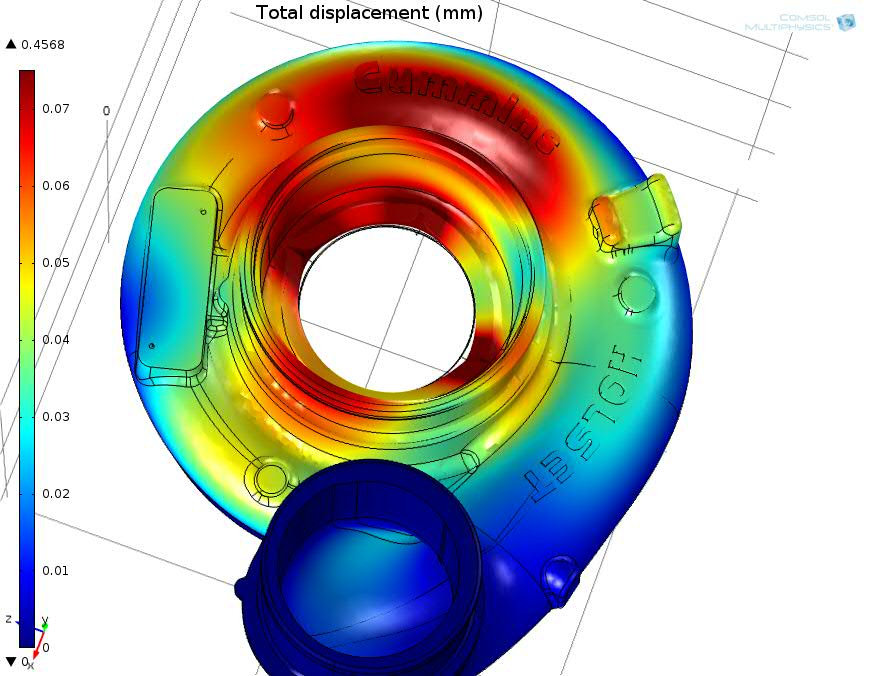 Total displacement (mm)
COMSOL
MULTIPHYSICS
▲ 0.4568
0.07
0.06
0.05
0.04
0.03
0.02
0.01
0
▼ 0
0
cummins
HOLSET
z
y
x